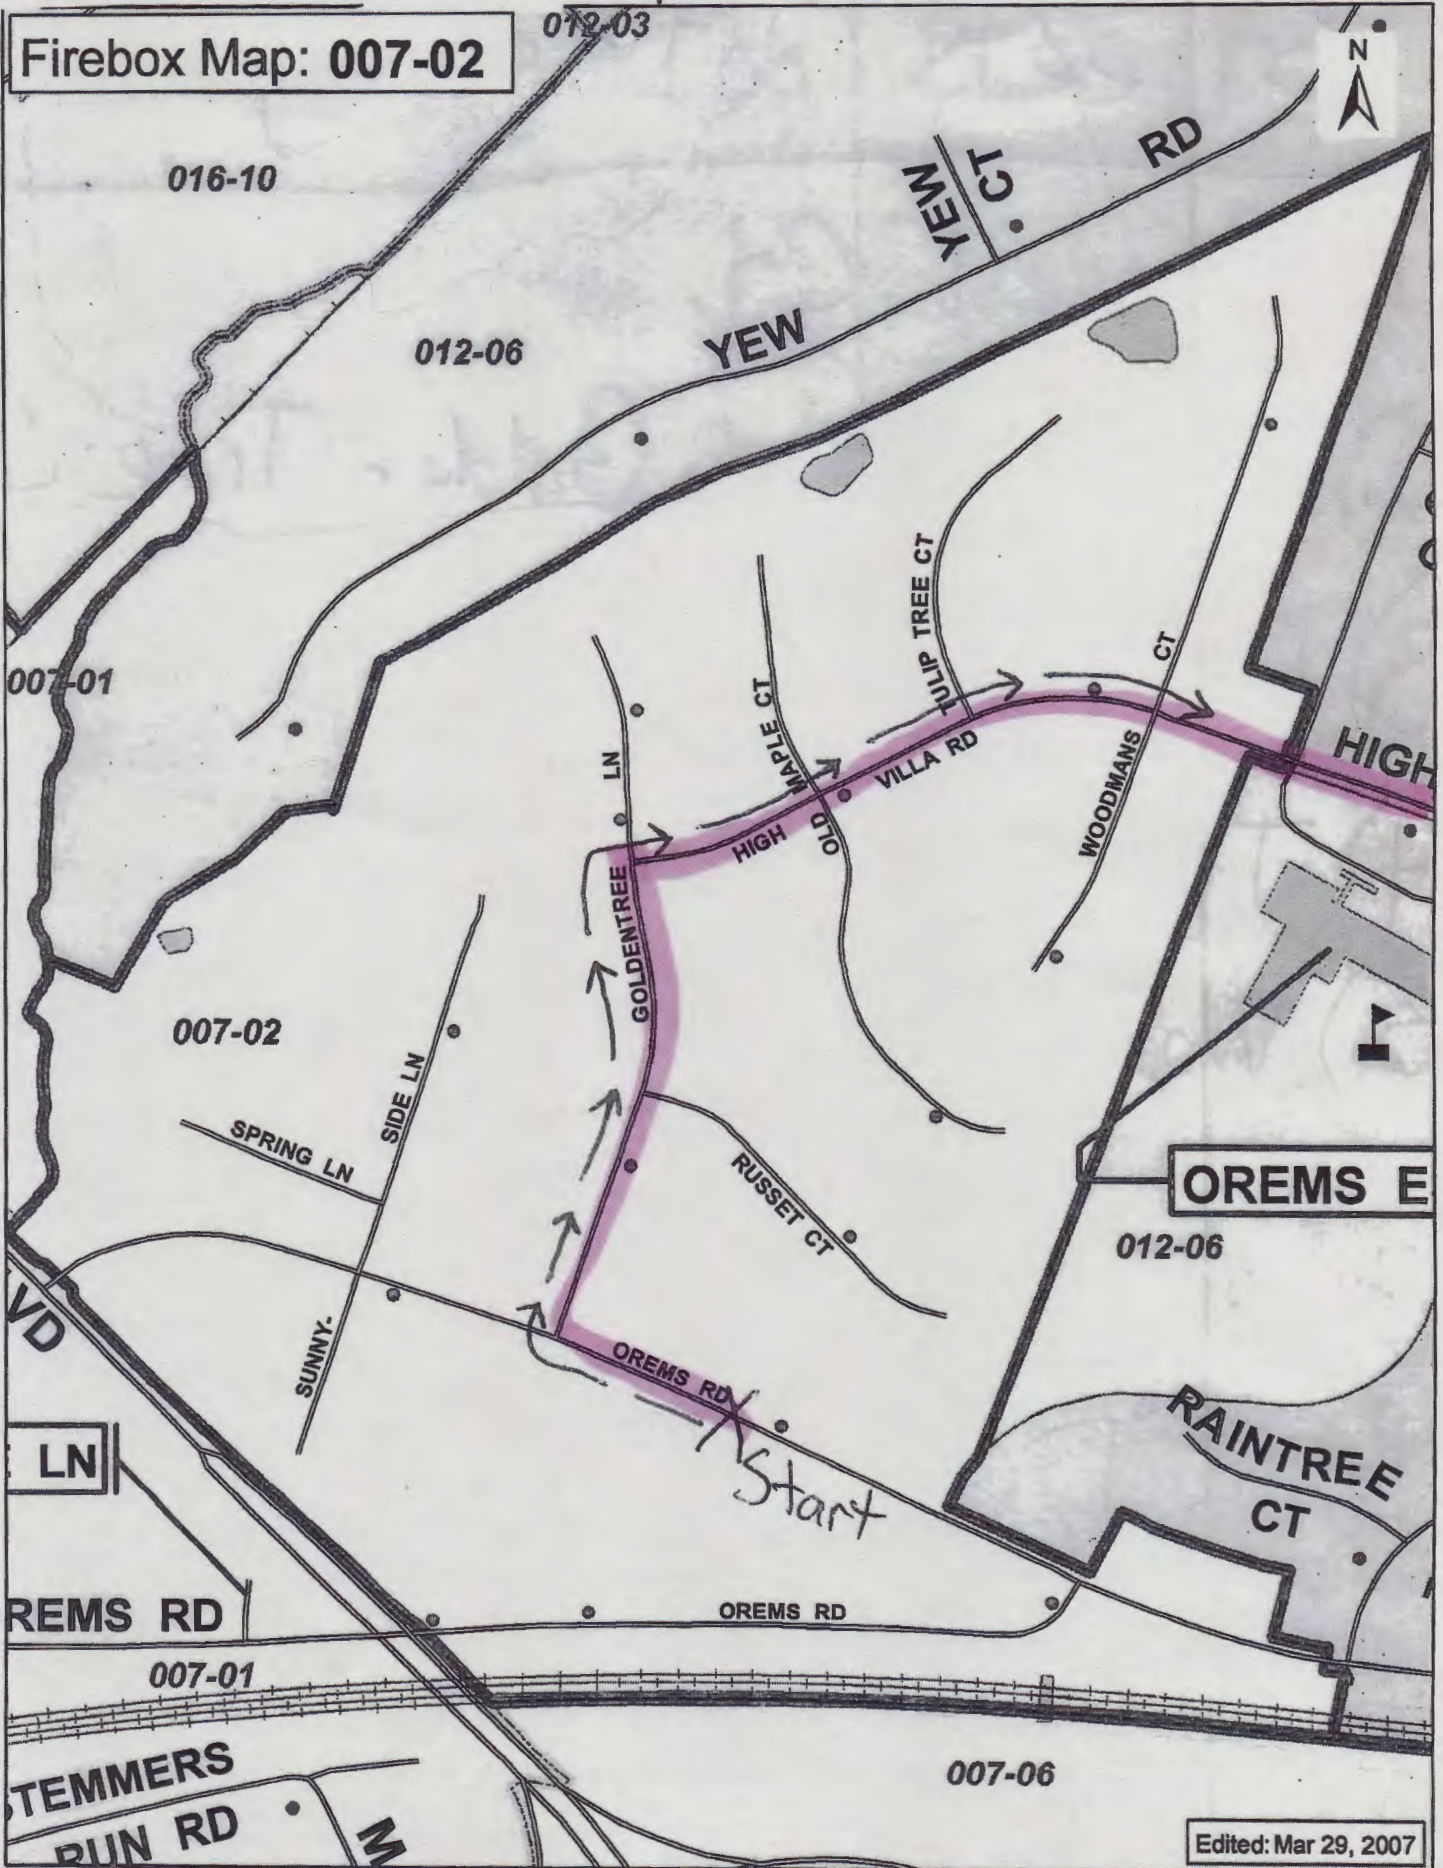 012-03
Firebox Map: 007-02
N
016-10
YEW CT
RD
012-06
YEW
TULIP TREE CT
007-01
CT
MAPLE CT
LN
VILLA RD
HIGH
WOODMANS
HIGH
OLD
GOLDENTREE
007-02
SIDE LN
SPRING LN
RUSSET CT
OREMS E
012-06
VD
SUNNY-
OREMS RD
RAINTREE
CT
LN
Start
REMS RD
OREMS RD
007-01
TEMMERS
RUN RD
M
007-06
Edited: Mar 29, 2007